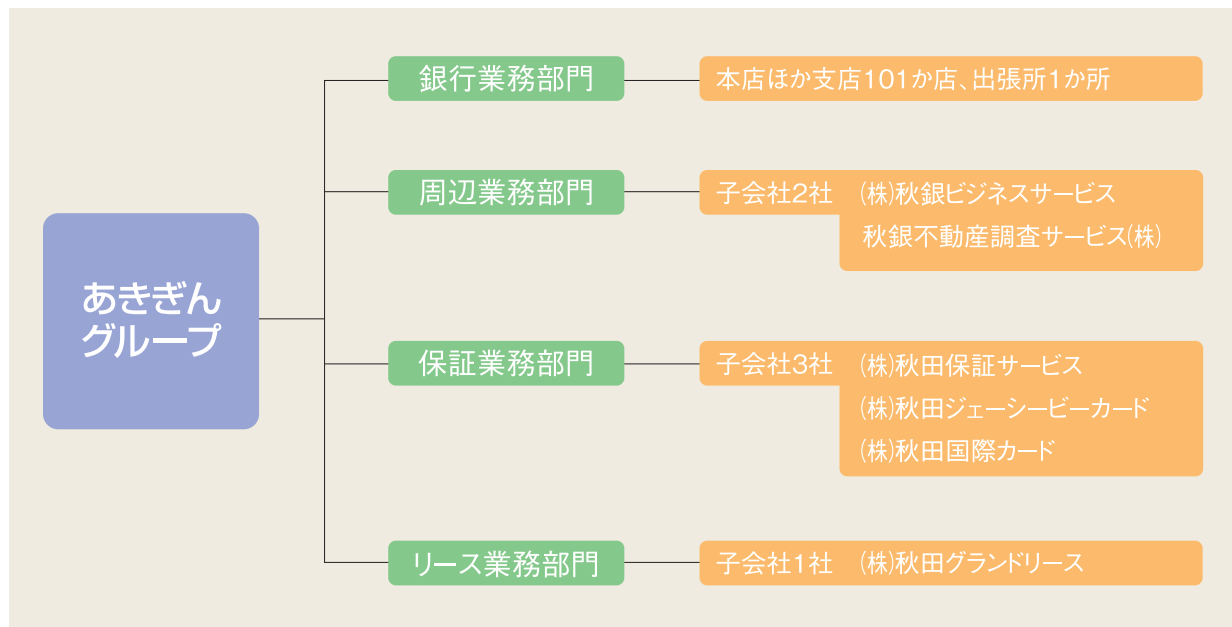 あきぎん
グループ
銀行業務部門
本店ほか支店101か店、出張所1か所
周辺業務部門
子会社2社 (株)秋銀ビジネスサービス
秋銀不動産調査サービス(株)
保証業務部門
子会社3社 (株)秋田保証サービス
(株)秋田ジェーシービーカード
(株)秋田国際カード
リース業務部門
子会社1社 (株)秋田グランドリース